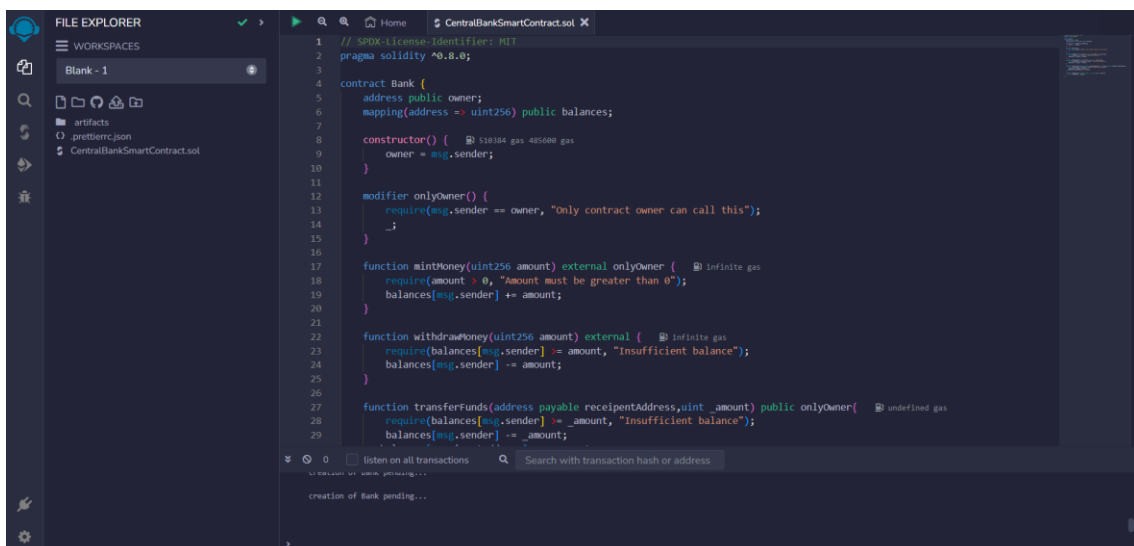 FILE EXPLORER
WORKSPACES
Blank - 1
artifacts
.prettierrc.json
CentralBankSmartContract.sol
Home
CentralBankSmartContract.sol
1 // SPDX-License-Identifier: MIT
2 pragma solidity ^0.8.0;
3
4 contract Bank {
5 address public owner;
6 mapping(address => uint256) public balances;
7
8 constructor() { 510384 gas 485600 gas
9 owner = msg.sender;
10 }
11
12 modifier onlyOwner() {
13 require(msg.sender == owner, "Only contract owner can call this");
14 _;
15 }
16
17 function mintMoney(uint256 amount) external onlyOwner { infinite gas
18 require(amount > 0, "Amount must be greater than 0");
19 balances[msg.sender] += amount;
20 }
21
22 function withdrawMoney(uint256 amount) external { infinite gas
23 require(balances[msg.sender] >= amount, "Insufficient balance");
24 balances[msg.sender] -= amount;
25 }
26
27 function transferFunds(address payable receipentAddress,uint _amount) public onlyOwner{ undefined gas
28 require(balances[msg.sender] >= _amount, "Insufficient balance");
29 balances[msg.sender] -= _amount;
0 listen on all transactions Search with transaction hash or address
creation of Bank pending...
creation of Bank pending...
>